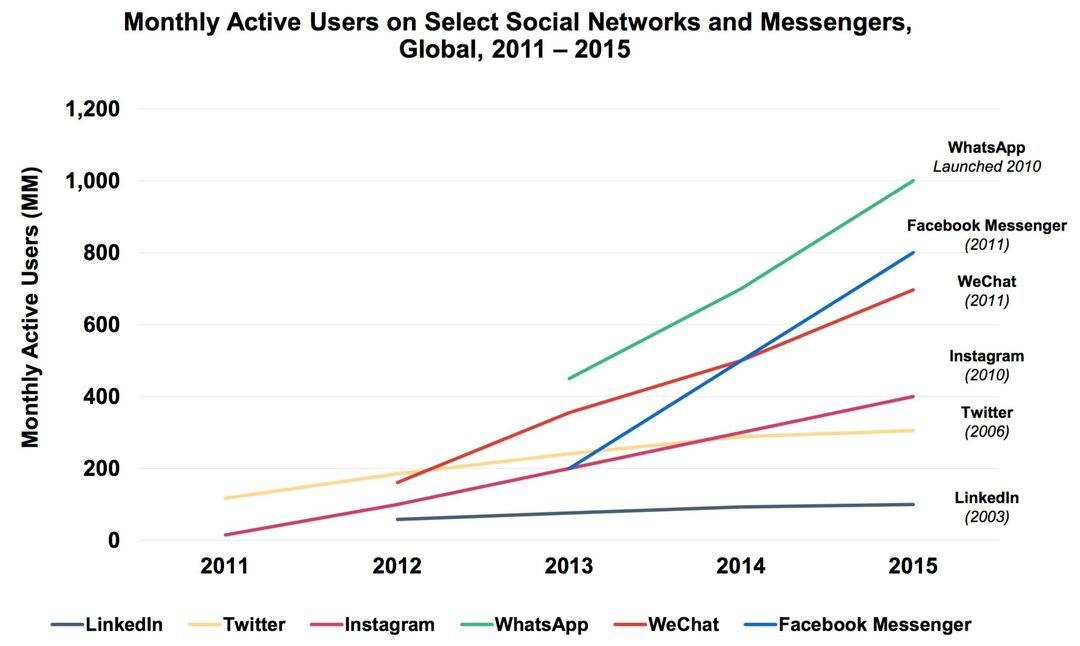 Monthly Active Users on Select Social Networks and Messengers,
Global, 2011 – 2015
Monthly Active Users (MM)
1,200
1,000
800
600
400
200
0
2011 2012 2013 2014 2015
WhatsApp
Launched 2010
Facebook Messenger
(2011)
WeChat
(2011)
Instagram
(2010)
Twitter
(2006)
LinkedIn
(2003)
LinkedIn Twitter Instagram WhatsApp WeChat Facebook Messenger